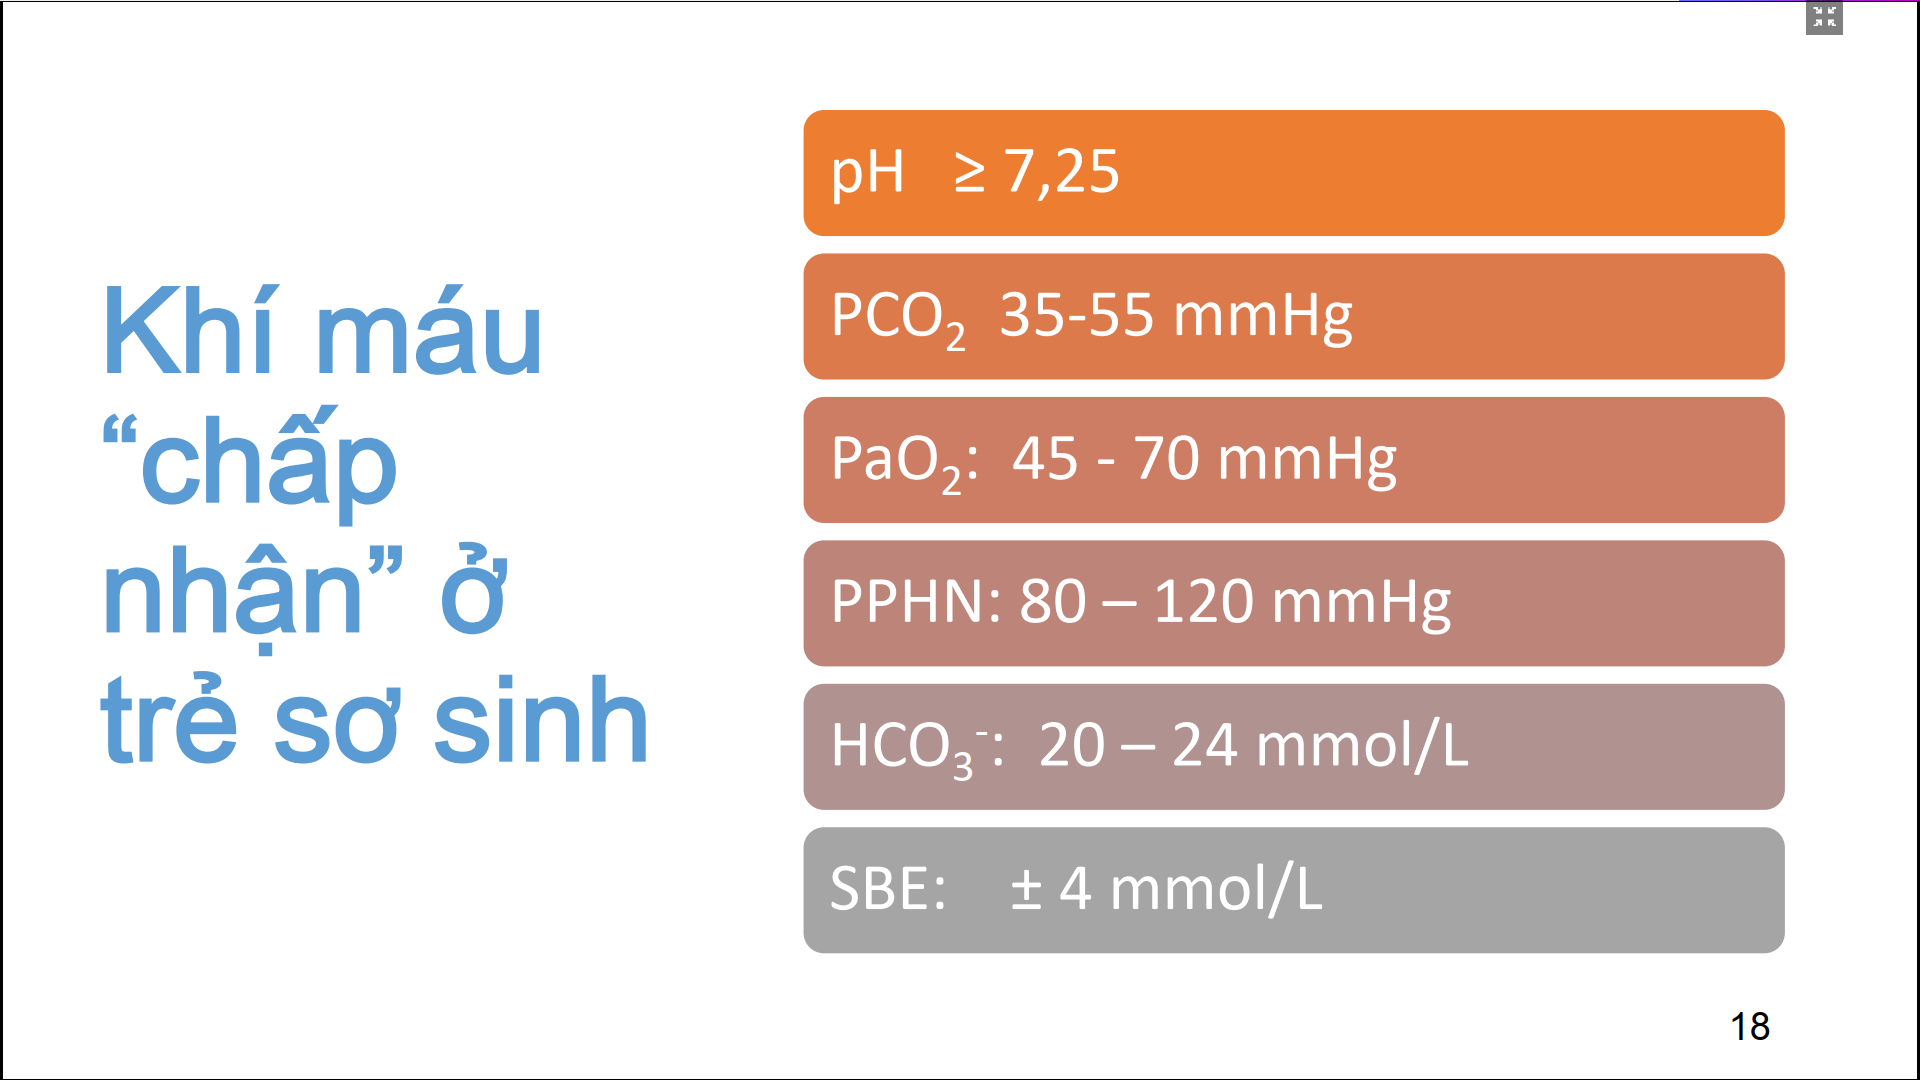 Khí máu
“chấp
nhận” ở
trẻ sơ sinh
pH ≥ 7,25
PCO₂ 35-55 mmHg
PaO₂: 45 - 70 mmHg
PPHN: 80 – 120 mmHg
HCO₃⁻: 20 – 24 mmol/L
SBE: ± 4 mmol/L
18